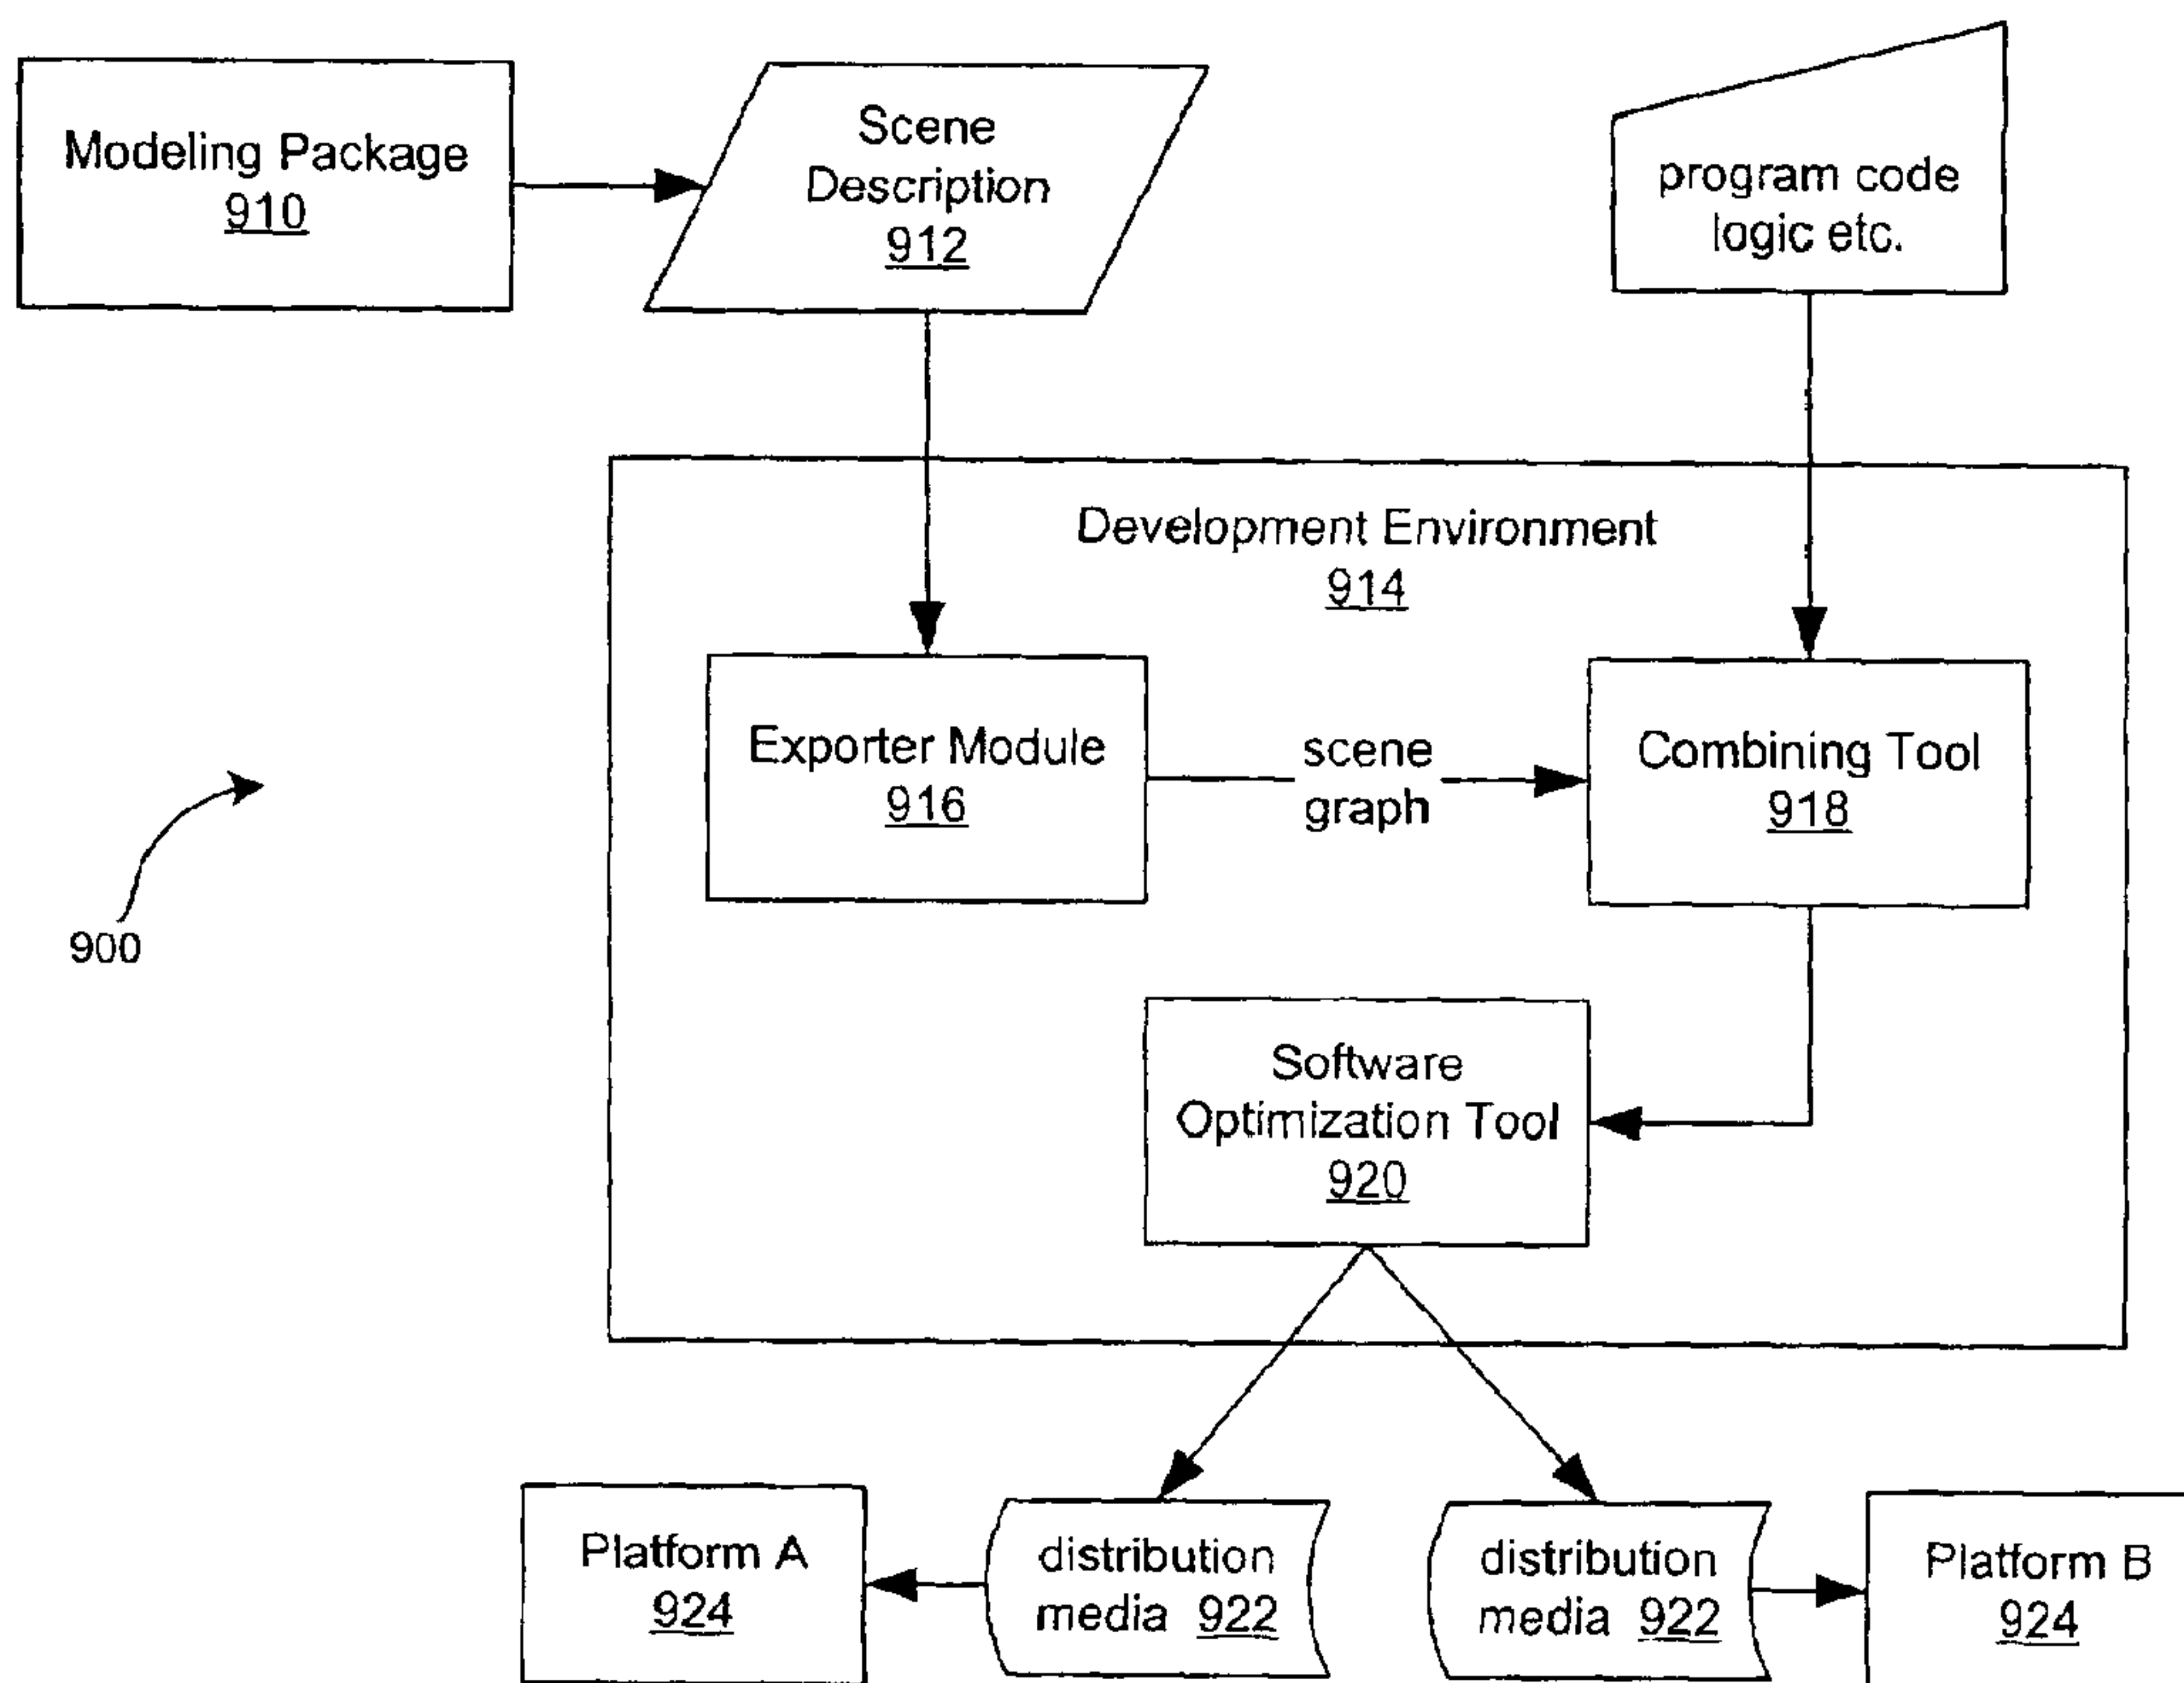 Modeling Package
910
Scene
Description
912
program code
logic etc.
Development Environment
914
Exporter Module
916
scene
graph
Combining Tool
918
900
Software
Optimization Tool
920
Platform A
924
distribution
media 922
distribution
media 922
Platform B
924